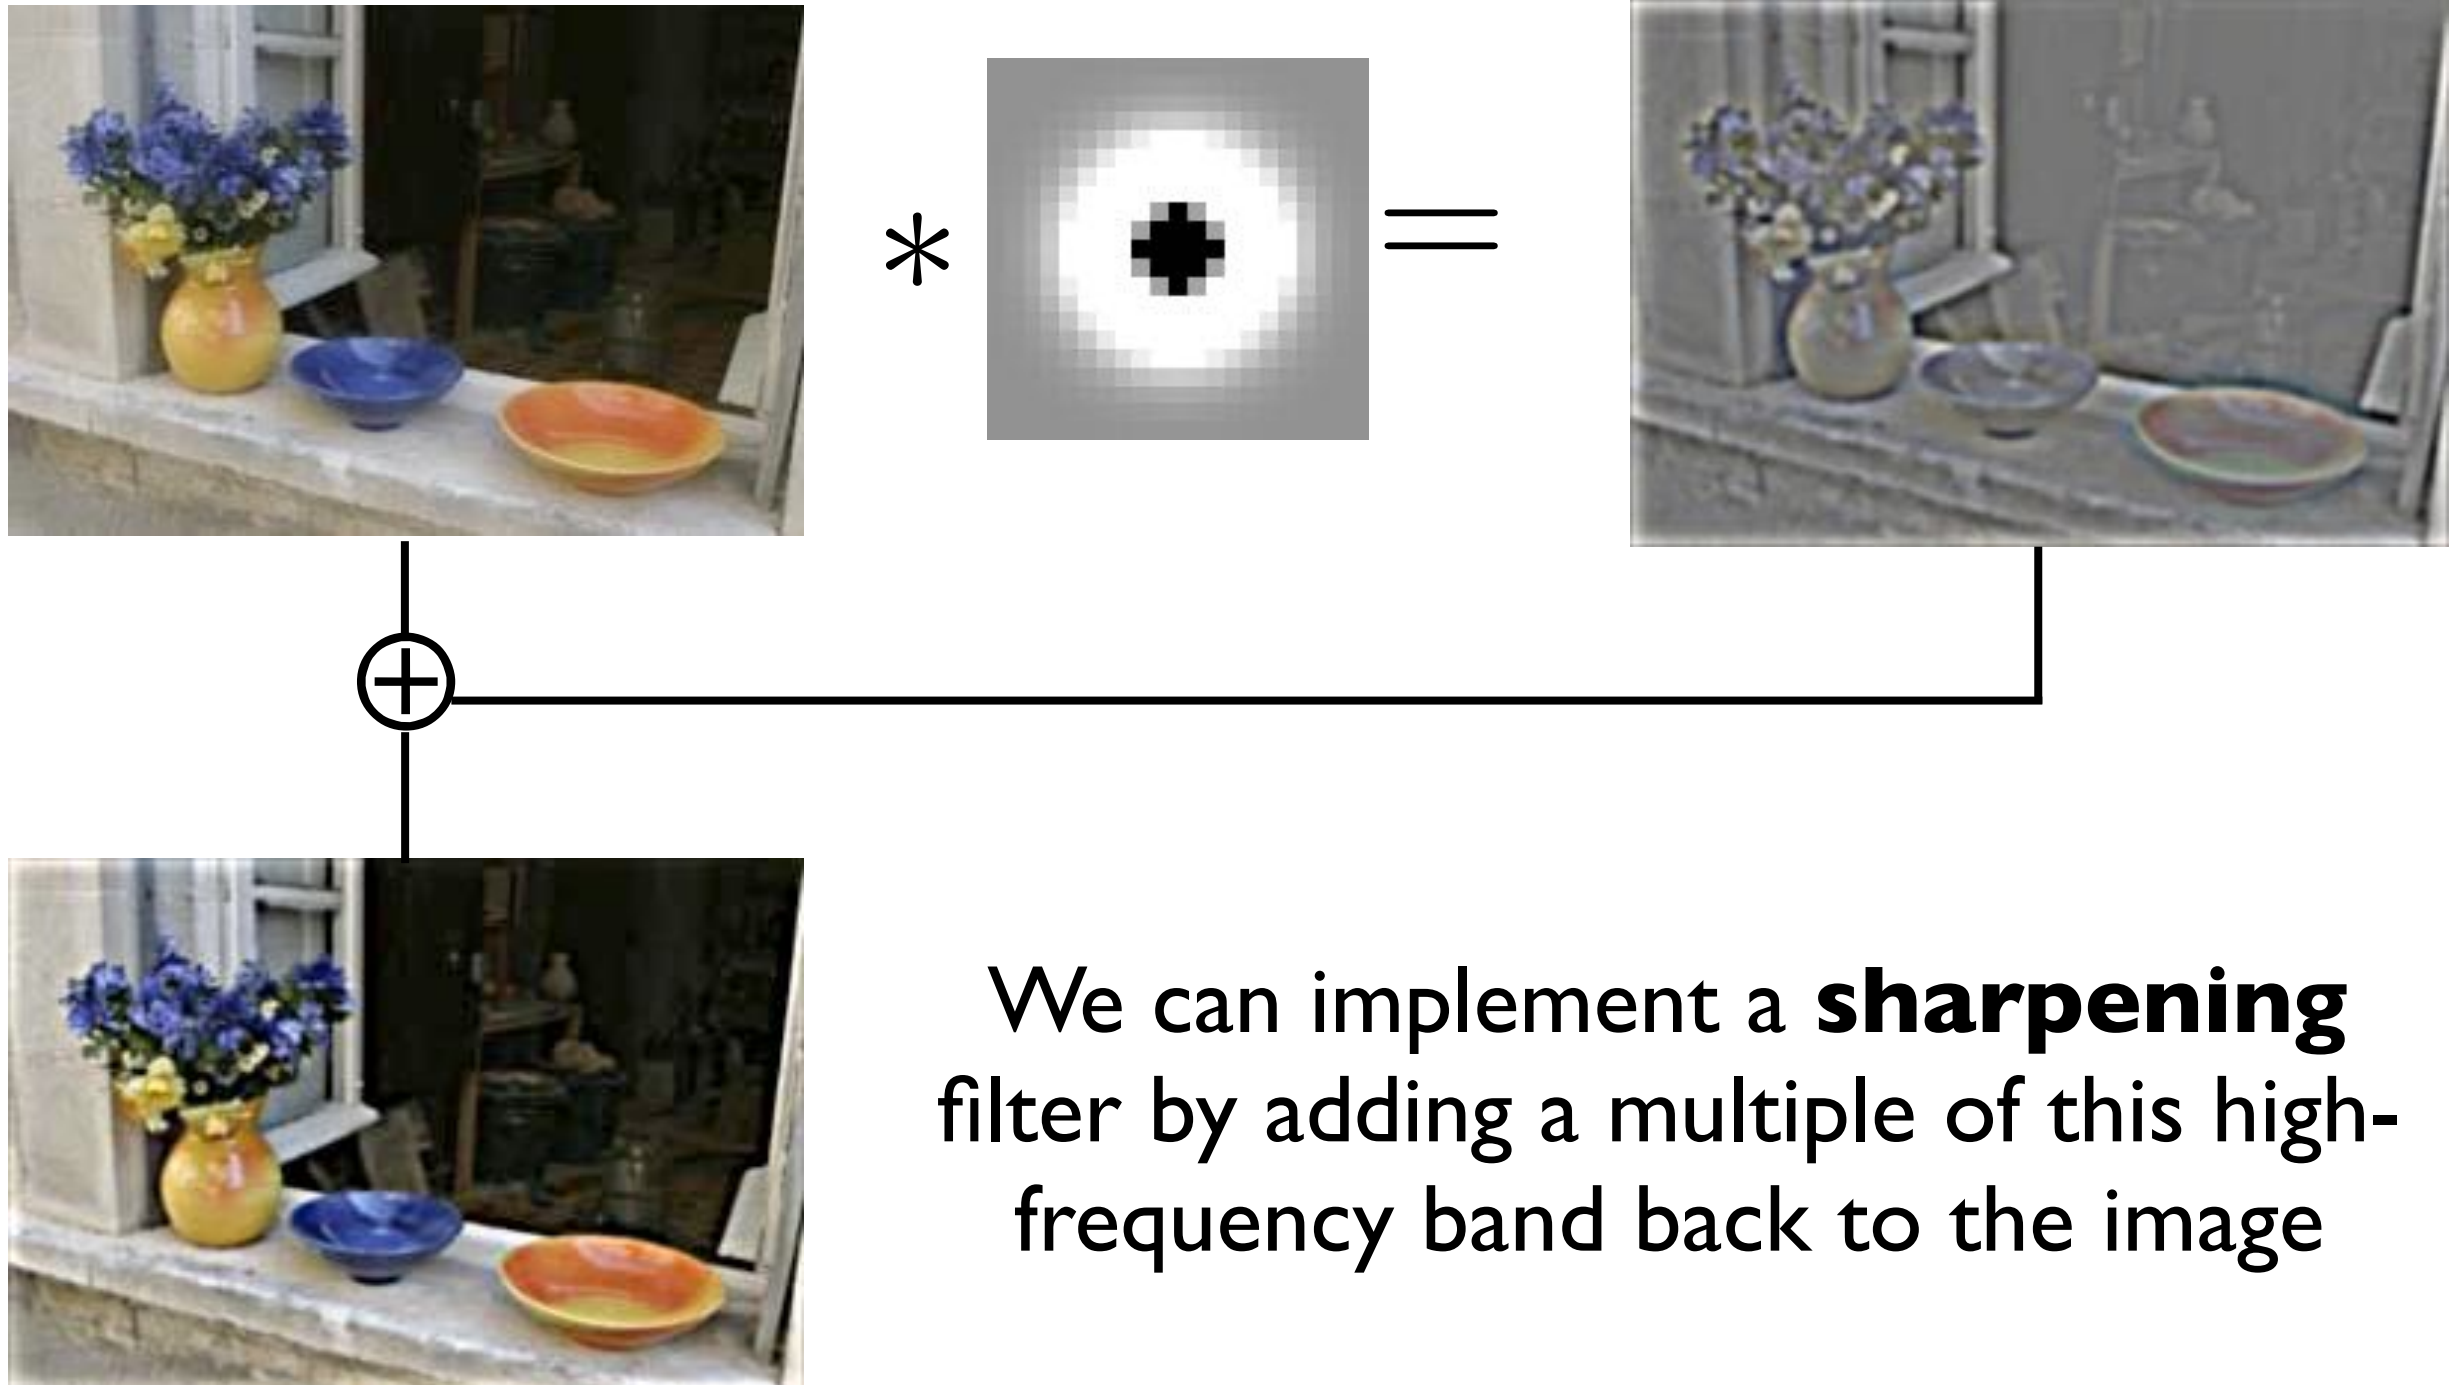 * =
We can implement a sharpening
filter by adding a multiple of this high-
frequency band back to the image